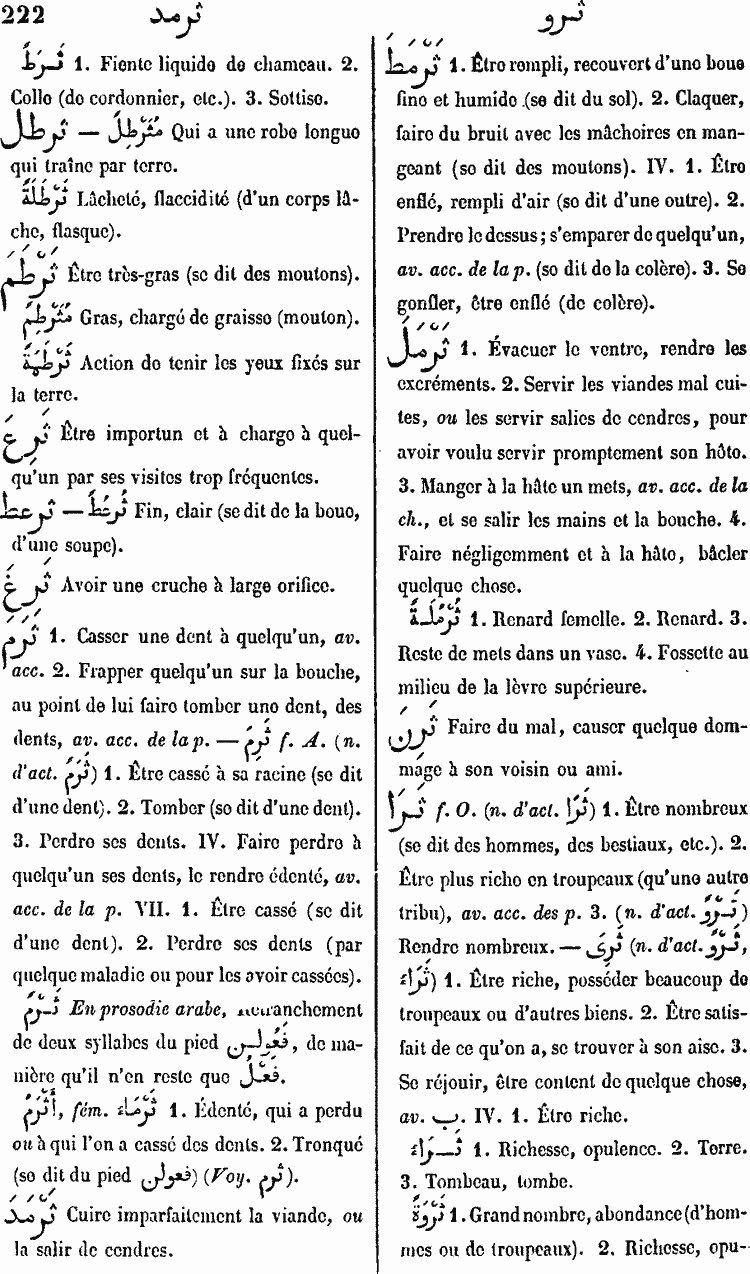 222 ثرمد ثرو
ثَرْطٌ 1. Fiente liquide de chameau. 2.
Colle (de cordonnier, etc.). 3. Sottise.
ثرطل — مُثَرْطِلٌ Qui a une robe longue
qui traîne par terre.
ثَرْطَلَةٌ Lâcheté, flaccidité (d'un corps lâ-
che, flasque).
ثَرْطَمَ Être très-gras (se dit des moutons).
مُثَرْطِمٌ Gras, chargé de graisse (mouton).
ثَرْطَمَةٌ Action de tenir les yeux fixés sur
la terre.
ثَرِعَ Être importun et à charge à quel-
qu'un par ses visites trop fréquentes.
ثرعط — ثُرْعُطٌ Fin, clair (se dit de la boue,
d'une soupe).
ثَرِغَ Avoir une cruche à large orifice.
ثَرَمَ 1. Casser une dent à quelqu'un, av.
acc. 2. Frapper quelqu'un sur la bouche,
au point de lui faire tomber une dent, des
dents, av. acc. de la p. — ثَرِمَ f. A. (n.
d'act. ثَرَمٌ) 1. Être cassé à sa racine (se dit
d'une dent). 2. Tomber (se dit d'une dent).
3. Perdre ses dents. IV. Faire perdre à
quelqu'un ses dents, le rendre édenté, av.
acc. de la p. VII. 1. Être cassé (se dit
d'une dent). 2. Perdre ses dents (par
quelque maladie ou pour les avoir cassées).
ثَرْمٌ En prosodie arabe, retranchement
de deux syllabes du pied فَعُولُن, de ma-
nière qu'il n'en reste que فَعْلُ.
أَثْرَمُ, fém. ثَرْمَاءُ 1. Édenté, qui a perdu
ou à qui l'on a cassé des dents. 2. Tronqué
(se dit du pied فعولن) (Voy. ثرم).
ثَرْمَدَ Cuire imparfaitement la viande, ou
la salir de cendres.
ثَرْمَطَ 1. Être rempli, recouvert d'une boue
fine et humide (se dit du sol). 2. Claquer,
faire du bruit avec les mâchoires en man-
geant (se dit des moutons). IV. 1. Être
enflé, rempli d'air (se dit d'une outre). 2.
Prendre le dessus; s'emparer de quelqu'un,
av. acc. de la p. (se dit de la colère). 3. Se
gonfler, être enflé (de colère).
ثَرْمَلَ 1. Évacuer le ventre, rendre les
excréments. 2. Servir les viandes mal cui-
tes, ou les servir salies de cendres, pour
avoir voulu servir promptement son hôte.
3. Manger à la hâte un mets, av. acc. de la
ch., et se salir les mains et la bouche. 4.
Faire négligemment et à la hâte, bâcler
quelque chose.
ثُرْمُلَةٌ 1. Renard femelle. 2. Renard. 3.
Reste de mets dans un vase. 4. Fossette au
milieu de la lèvre supérieure.
ثَرِنَ Faire du mal, causer quelque dom-
mage à son voisin ou ami.
ثَرَا f. O. (n. d'act. ثَرًا) 1. Être nombreux
(se dit des hommes, des bestiaux, etc.). 2.
Être plus riche en troupeaux (qu'une autre
tribu), av. acc. des p. 3. (n. d'act. ثَرْوٌ)
Rendre nombreux. — ثَرِىَ (n. d'act. ثَرْوٌ,
ثَرَاءٌ) 1. Être riche, posséder beaucoup de
troupeaux ou d'autres biens. 2. Être satis-
fait de ce qu'on a, se trouver à son aise. 3.
Se réjouir, être content de quelque chose,
av. ب. IV. 1. Être riche.
ثَرَاءٌ 1. Richesse, opulence. 2. Terre.
3. Tombeau, tombe.
ثَرْوَةٌ 1. Grand nombre, abondance (d'hom-
mes ou de troupeaux). 2. Richesse, opu-